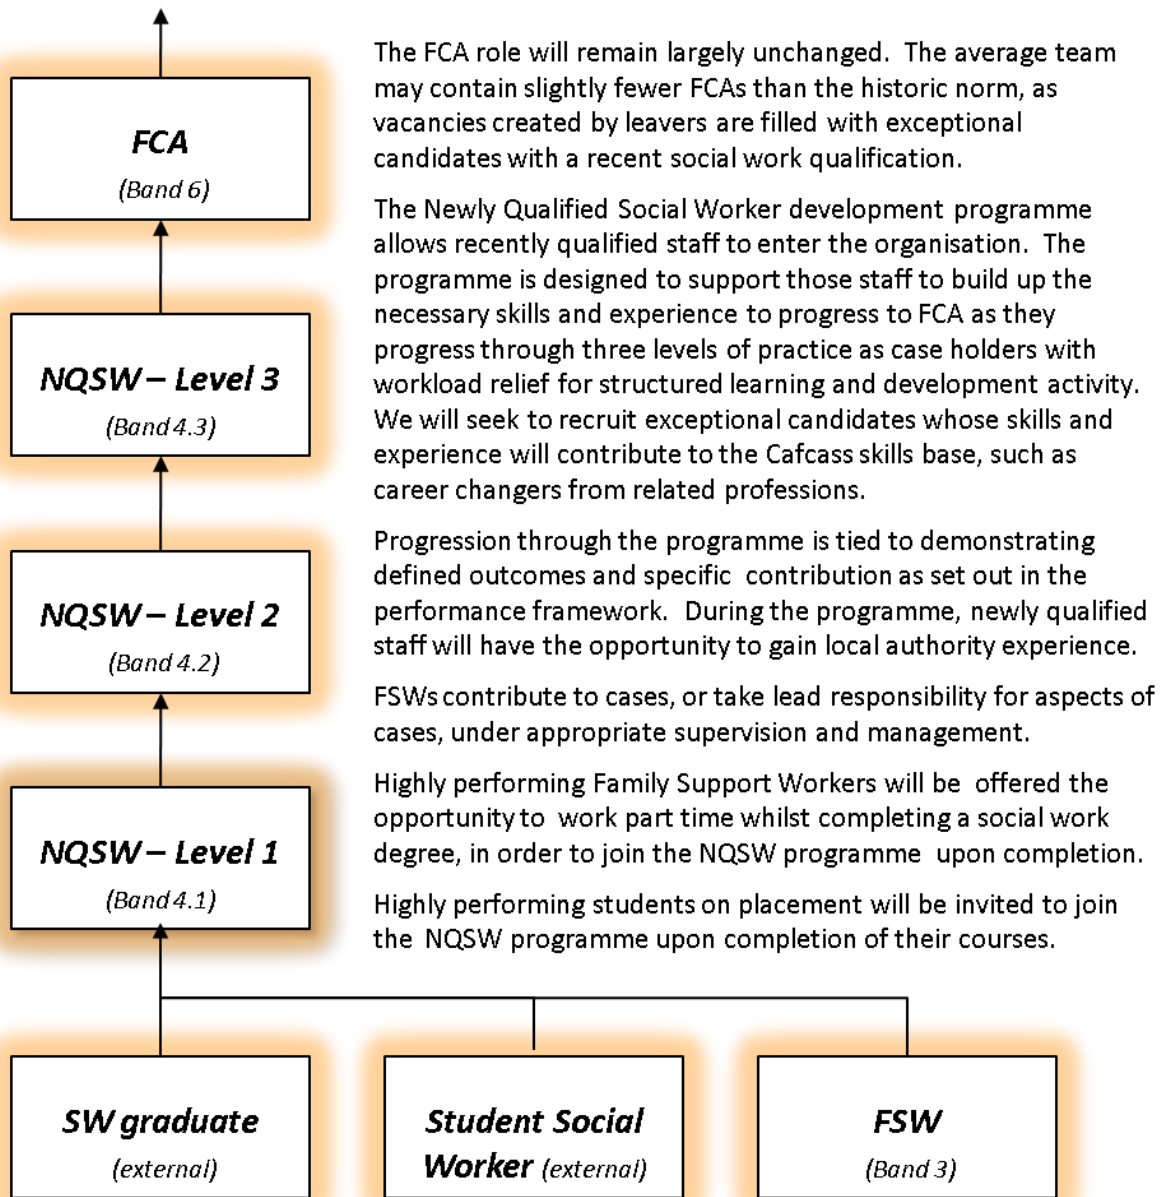 The FCA role will remain largely unchanged. The average team
may contain slightly fewer FCAs than the historic norm, as
vacancies created by leavers are filled with exceptional
candidates with a recent social work qualification.
FCA
(Band 6)
The Newly Qualified Social Worker development programme
allows recently qualified staff to enter the organisation. The
programme is designed to support those staff to build up the
necessary skills and experience to progress to FCA as they
progress through three levels of practice as case holders with
workload relief for structured learning and development activity.
We will seek to recruit exceptional candidates whose skills and
experience will contribute to the Cafcass skills base, such as
career changers from related professions.
NQSW – Level 3
(Band 4.3)
Progression through the programme is tied to demonstrating
defined outcomes and specific contribution as set out in the
performance framework. During the programme, newly qualified
staff will have the opportunity to gain local authority experience.
NQSW – Level 2
(Band 4.2)
FSWs contribute to cases, or take lead responsibility for aspects of
cases, under appropriate supervision and management.
Highly performing Family Support Workers will be offered the
opportunity to work part time whilst completing a social work
degree, in order to join the NQSW programme upon completion.
NQSW – Level 1
(Band 4.1)
Highly performing students on placement will be invited to join
the NQSW programme upon completion of their courses.
SW graduate
(external)
Student Social
Worker (external)
FSW
(Band 3)